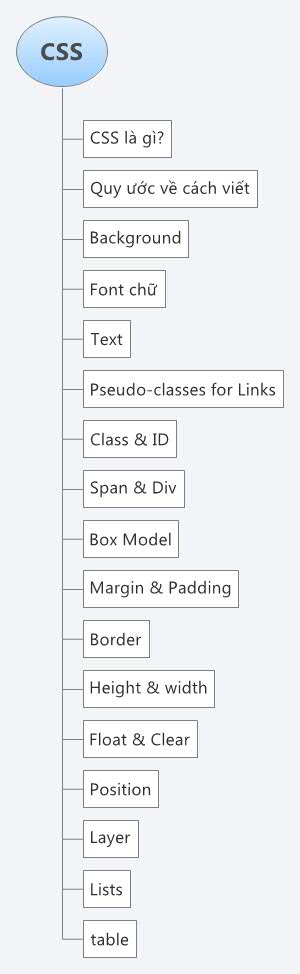 CSS
CSS là gì?
Quy ước về cách viết
Background
Font chữ
Text
Pseudo-classes for Links
Class & ID
Span & Div
Box Model
Margin & Padding
Border
Height & width
Float & Clear
Position
Layer
Lists
table